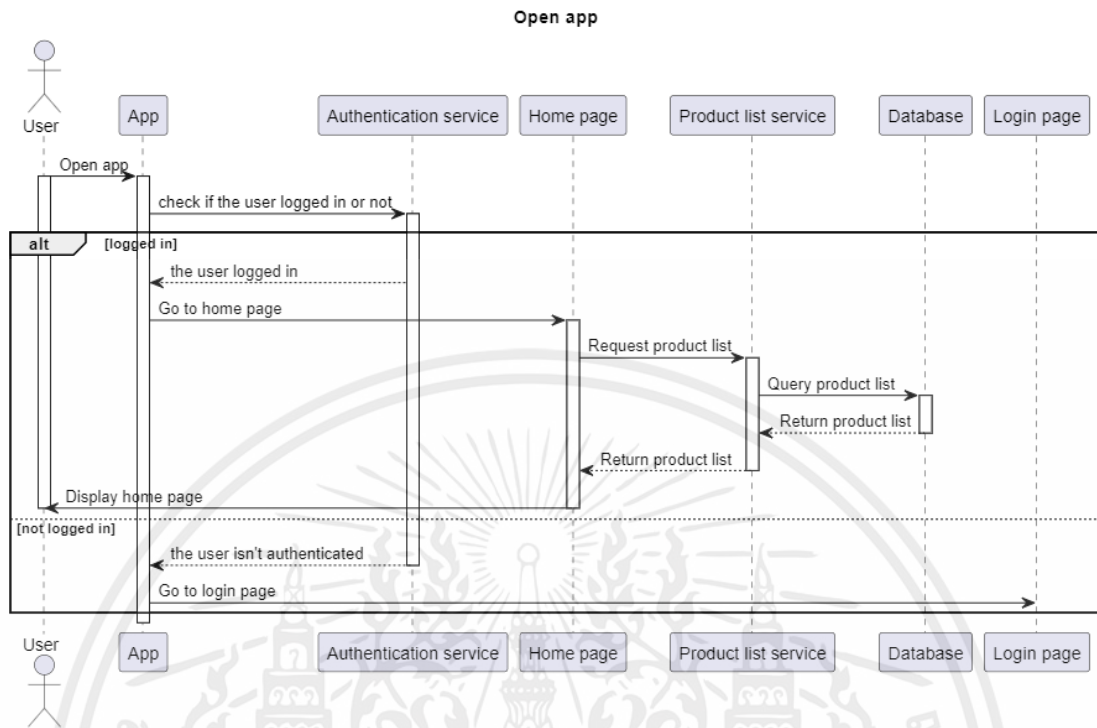 Open app
User
App
Authentication service
Home page
Product list service
Database
Login page
Open app
check if the user logged in or not
alt
[logged in]
the user logged in
Go to home page
Request product list
Query product list
Return product list
Return product list
Display home page
[not logged in]
the user isn't authenticated
Go to login page
User
App
Authentication service
Home page
Product list service
Database
Login page